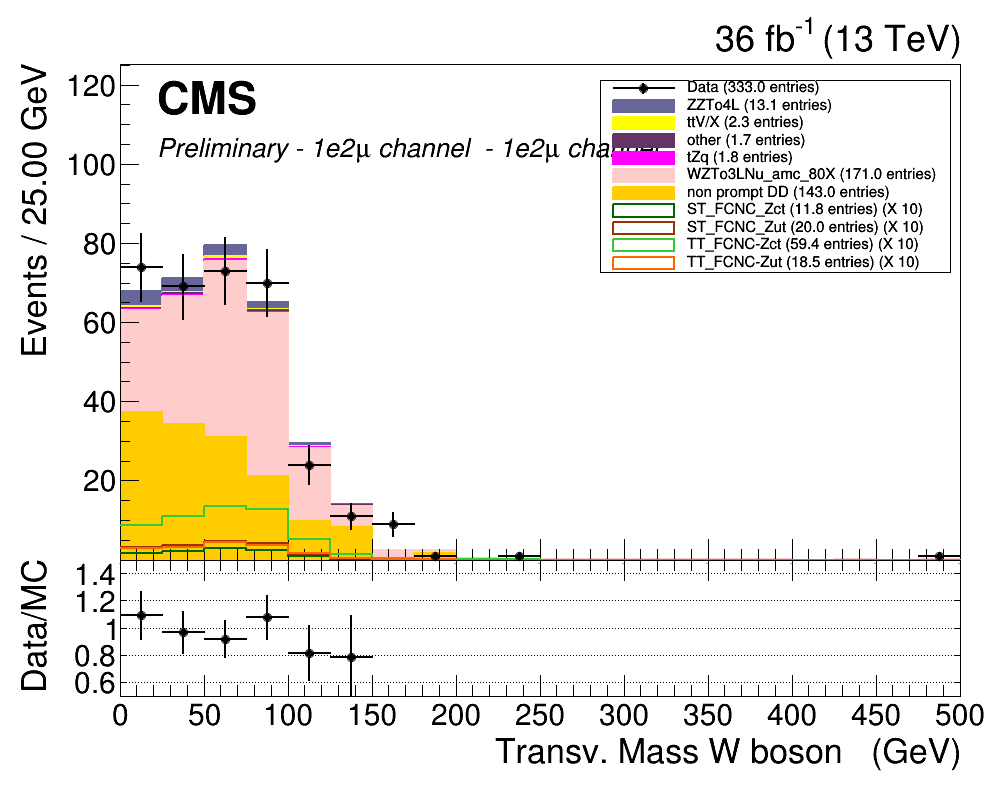 36 fb-1 (13 TeV)
Events / 25.00 GeV
120
100
80
60
40
20
CMS
Preliminary - 1e2μ channel - 1e2μ cha
Data (333.0 entries)
ZZTo4L (13.1 entries)
ttV/X (2.3 entries)
other (1.7 entries)
tZq (1.8 entries)
WZTo3LNu_amc_80X (171.0 entries)
non prompt DD (143.0 entries)
ST_FCNC_Zct (11.8 entries) (X 10)
ST_FCNC_Zut (20.0 entries) (X 10)
TT_FCNC-Zct (59.4 entries) (X 10)
TT_FCNC-Zut (18.5 entries) (X 10)
Data/MC
1.4
1.2
1
0.8
0.6
0 50 100 150 200 250 300 350 400 450 500
Transv. Mass W boson (GeV)